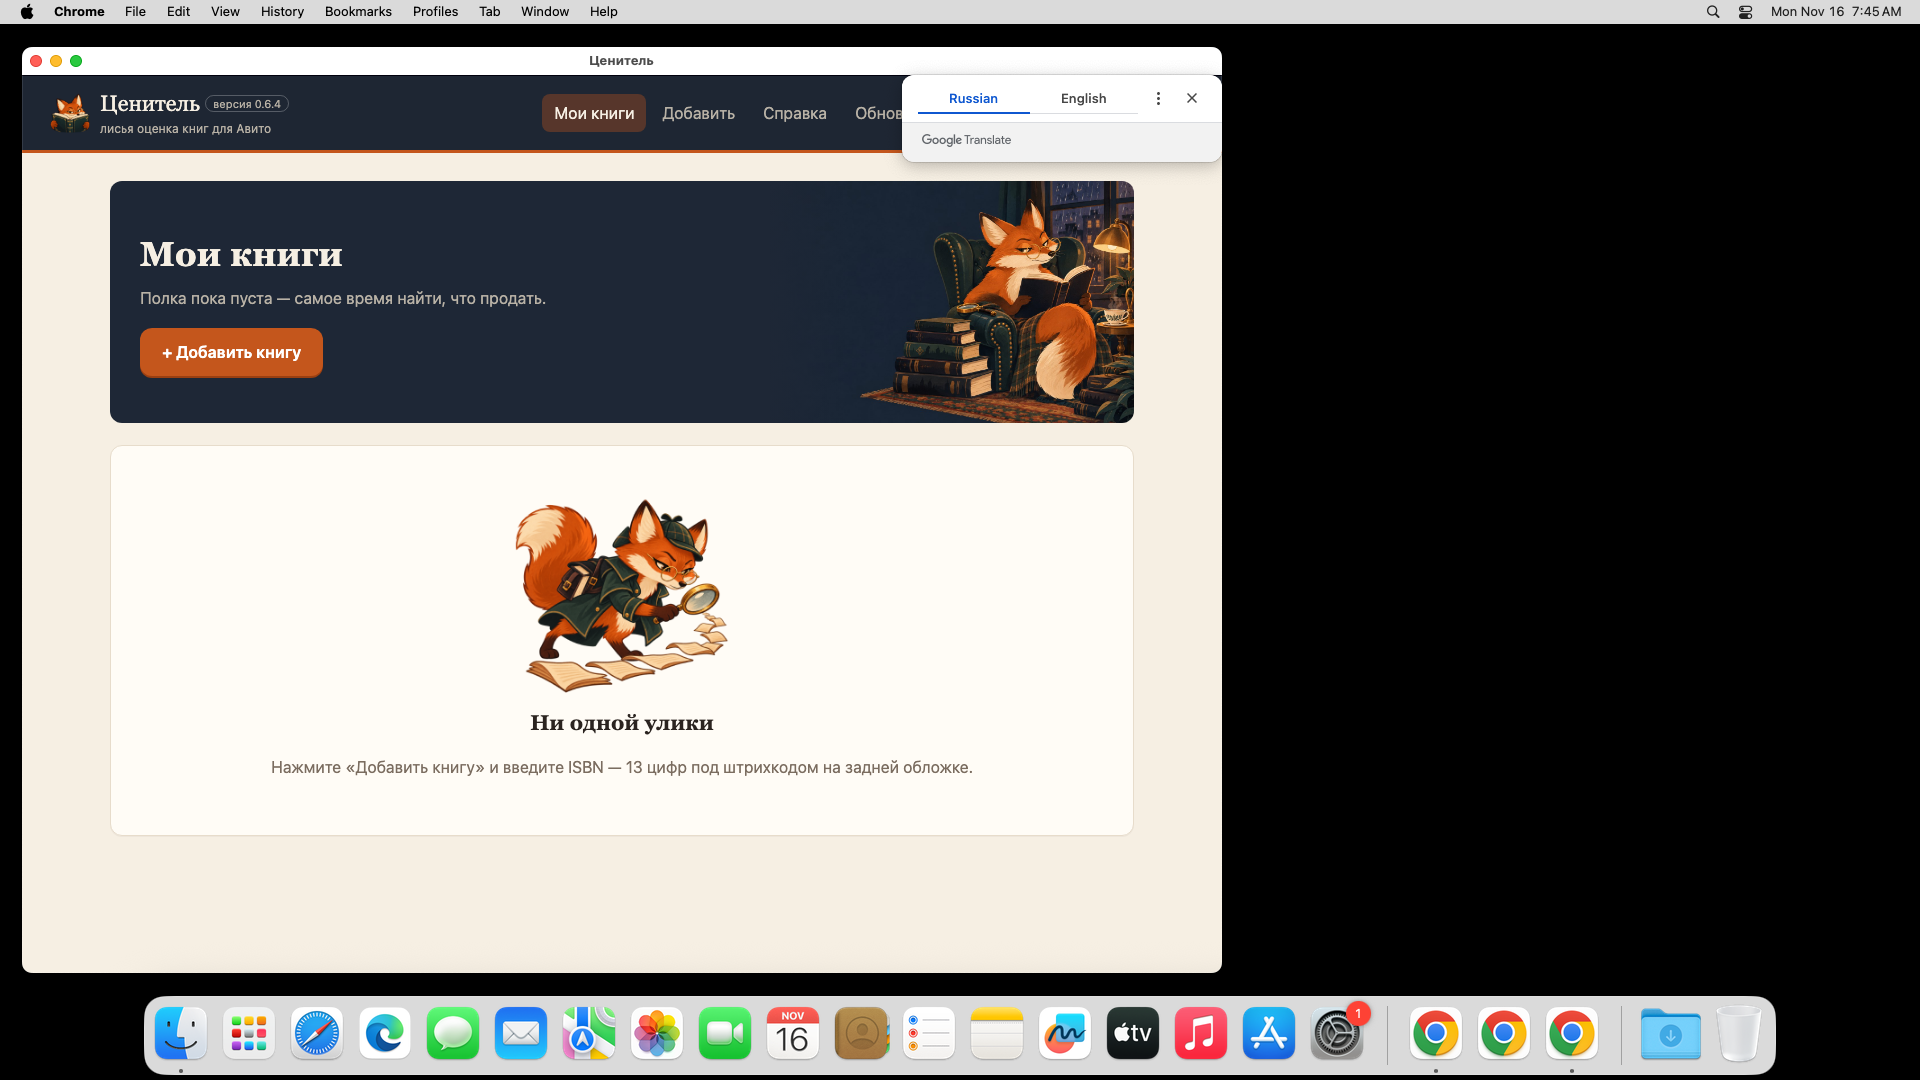 Chrome File Edit View History Bookmarks Profiles Tab Window Help Mon Nov 16 7:45 AM
Ценитель
Ценитель версия 0.6.4
лисья оценка книг для Авито
Мои книги Добавить Справка Обнов
Russian English
Google Translate
Мои книги
Полка пока пуста — самое время найти, что продать.
+ Добавить книгу
Ни одной улики
Нажмите «Добавить книгу» и введите ISBN — 13 цифр под штрихкодом на задней обложке.
NOV
16
tv
1